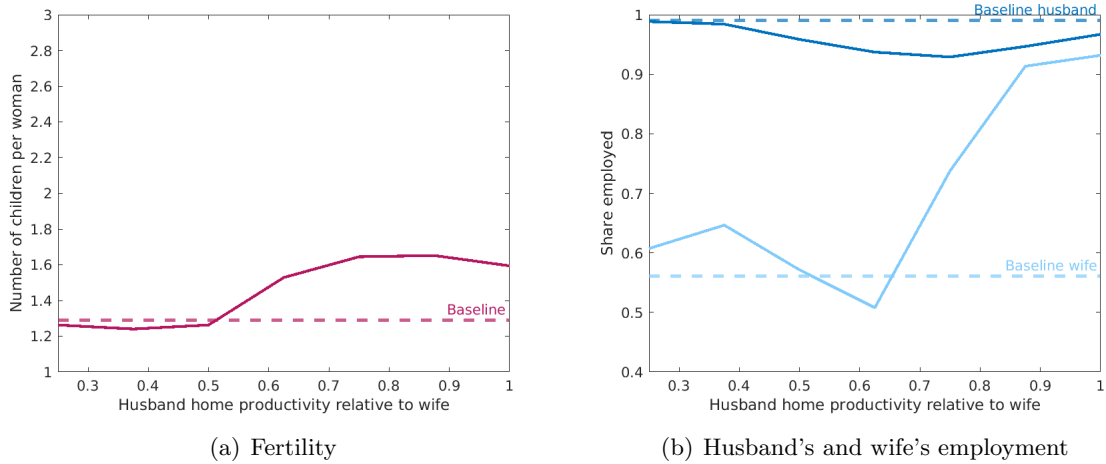 3
2.8
2.6
2.4
2.2
2
1.8
1.6
1.4
1.2
1
Number of children per woman
Baseline
0.3 0.4 0.5 0.6 0.7 0.8 0.9 1
Husband home productivity relative to wife
(a) Fertility
1
0.9
0.8
0.7
0.6
0.5
0.4
Share employed
Baseline husband
Baseline wife
0.3 0.4 0.5 0.6 0.7 0.8 0.9 1
Husband home productivity relative to wife
(b) Husband's and wife's employment